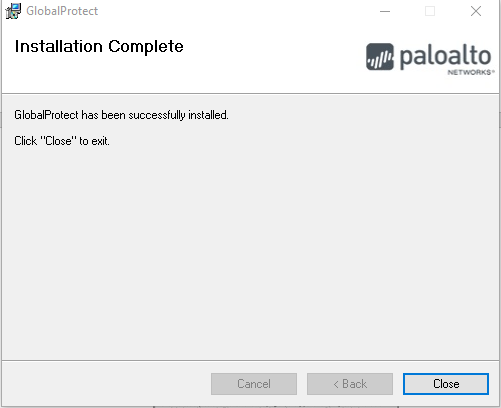 GlobalProtect
Installation Complete
paloalto
NETWORKS®
GlobalProtect has been successfully installed.
Click "Close" to exit.
Cancel
< Back
Close